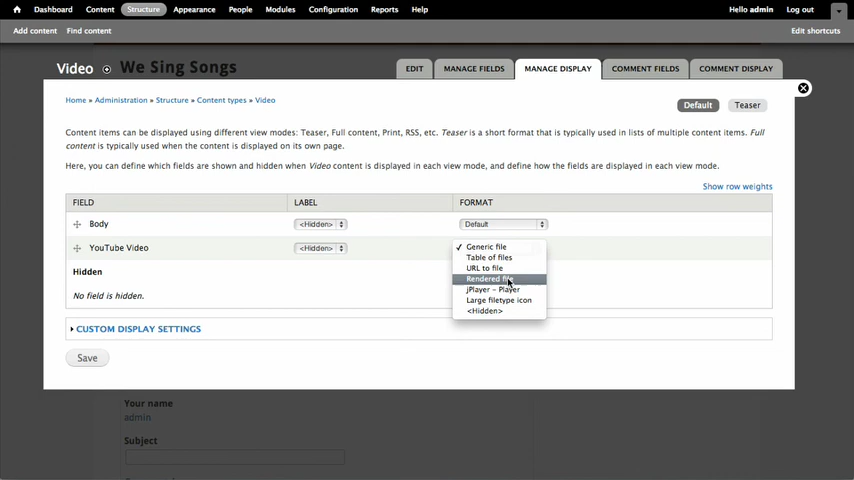 Dashboard Content Structure Appearance People Modules Configuration Reports Help Hello admin Log out
Add content Find content Edit shortcuts
Video We Sing Songs EDIT MANAGE FIELDS MANAGE DISPLAY COMMENT FIELDS COMMENT DISPLAY
Home » Administration » Structure » Content types » Video Default Teaser
Content items can be displayed using different view modes: Teaser, Full content, Print, RSS, etc. Teaser is a short format that is typically used in lists of multiple content items. Full
content is typically used when the content is displayed on its own page.
Here, you can define which fields are shown and hidden when Video content is displayed in each view mode, and define how the fields are displayed in each view mode.
Show row weights
FIELD LABEL FORMAT
Body <Hidden> Default
YouTube Video <Hidden> Generic file
Table of files
URL to file
Hidden Rendered file
jPlayer - Player
No field is hidden. Large filetype icon
<Hidden>
CUSTOM DISPLAY SETTINGS
Save
Your name
admin
Subject